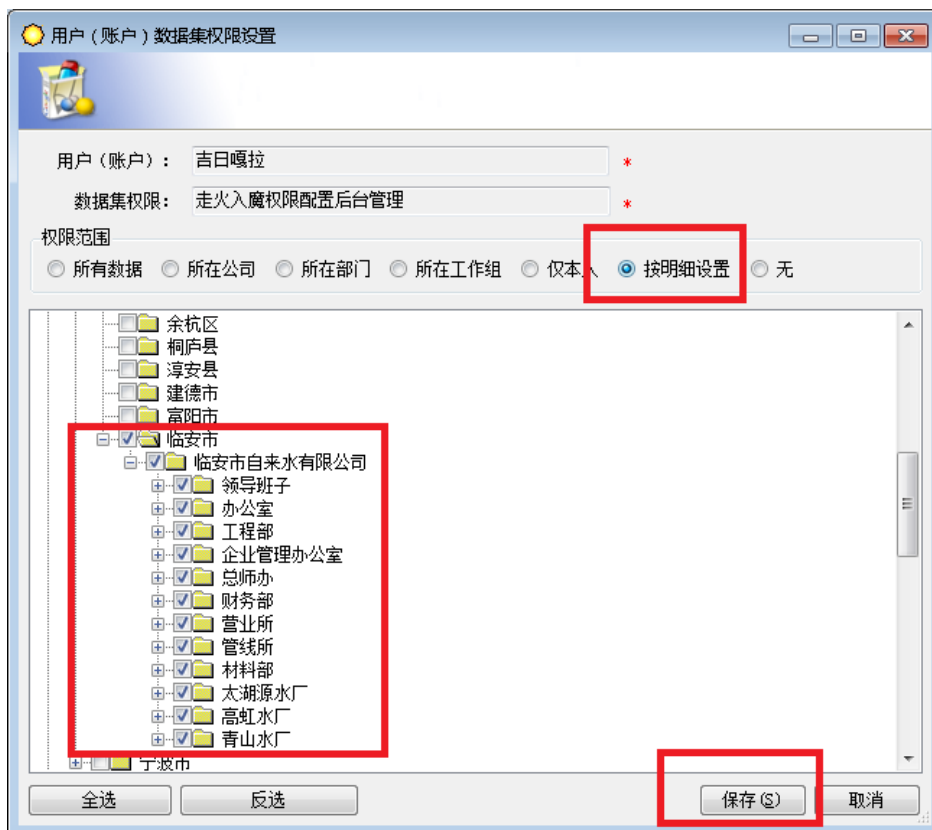 用户(账户)数据集权限设置
用户(账户): 吉日嘎拉 *
数据集权限: 走火入魔权限配置后台管理 *
权限范围
所有数据 所在公司 所在部门 所在工作组 仅本人 按明细设置 无
余杭区
桐庐县
淳安县
建德市
富阳市
临安市
临安市自来水有限公司
领导班子
办公室
工程部
企业管理办公室
总师办
财务部
营业所
管线所
材料部
太湖源水厂
高虹水厂
青山水厂
宁波市
全选 反选 保存(S) 取消